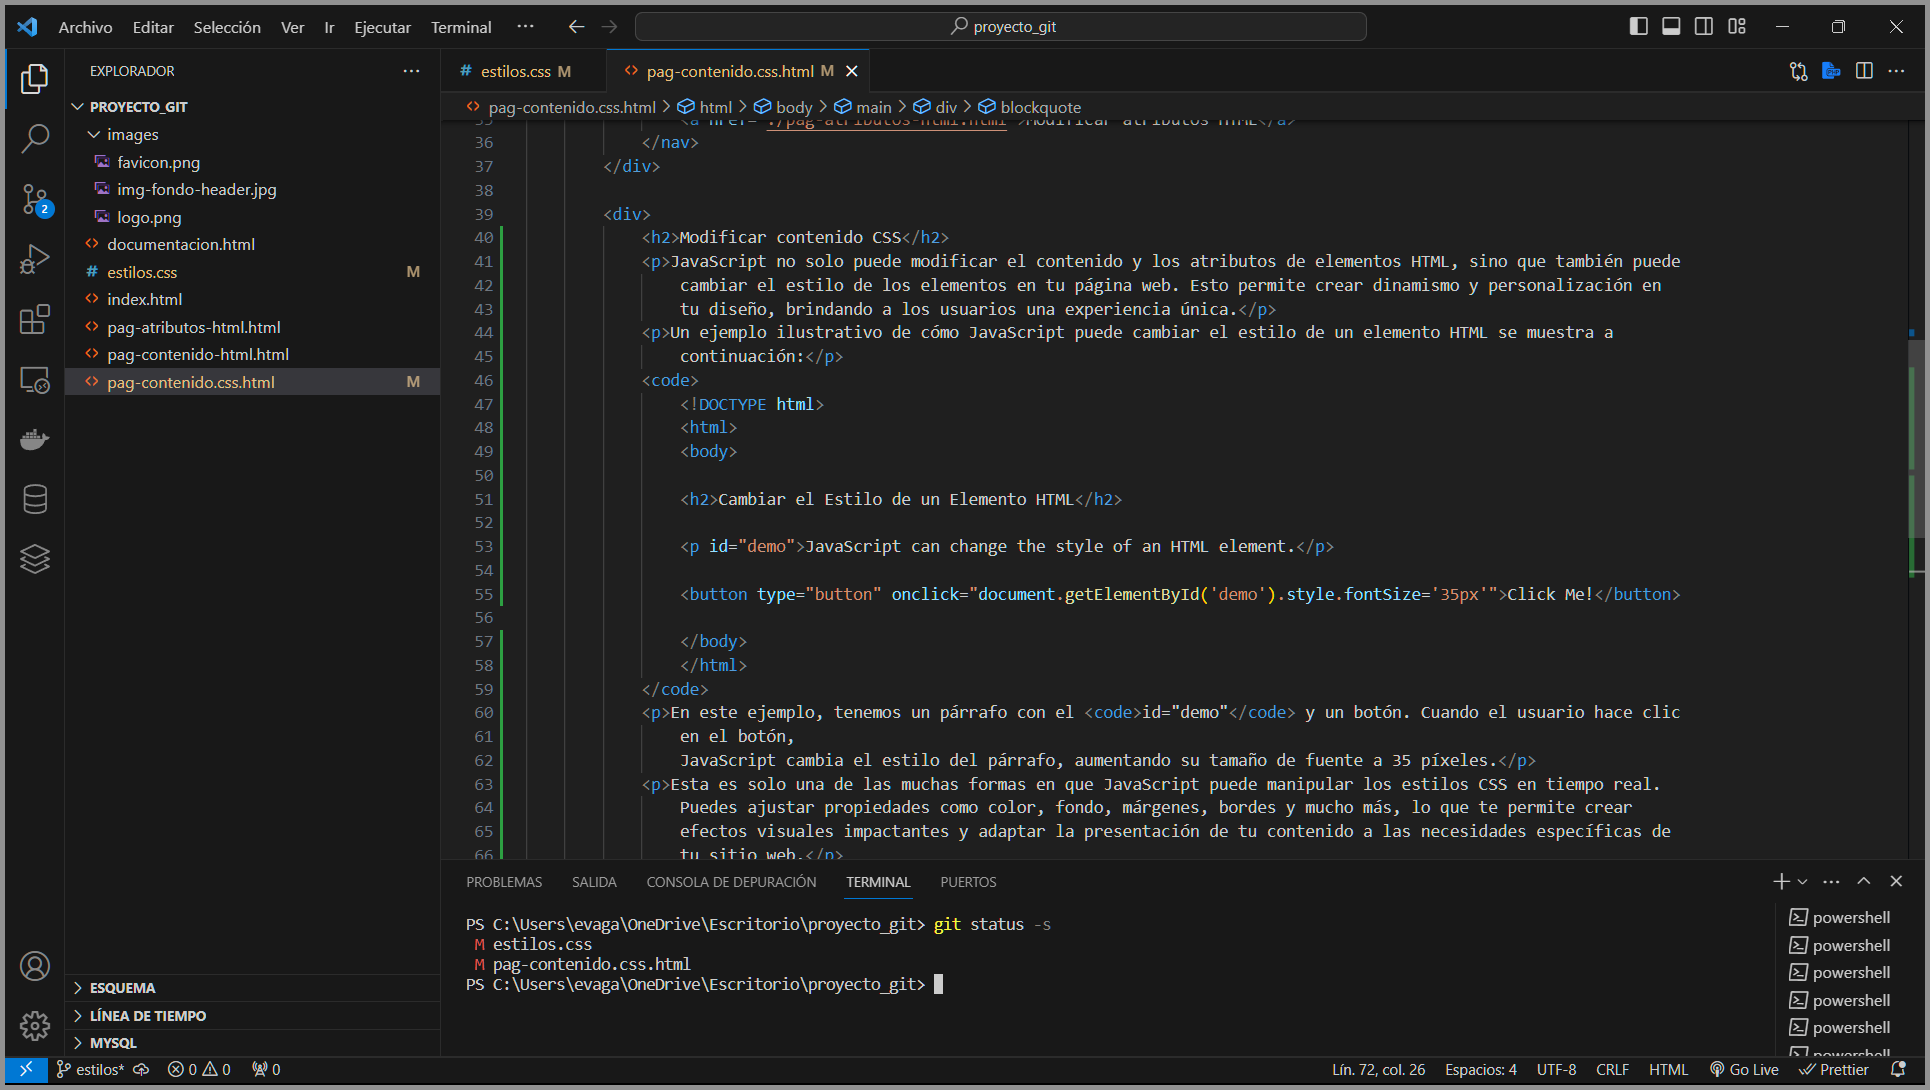 Archivo Editar Selección Ver Ir Ejecutar Terminal ··· proyecto_git
EXPLORADOR ···
PROYECTO_GIT
images
favicon.png
img-fondo-header.jpg
logo.png
documentacion.html
# estilos.css M
index.html
pag-atributos-html.html
pag-contenido-html.html
pag-contenido.css.html M
ESQUEMA
LÍNEA DE TIEMPO
MYSQL
2
# estilos.css M <> pag-contenido.css.html M
<> pag-contenido.css.html > html > body > main > div > blockquote
35 <a href="./pag-atributos-html.html">Modificar atributos HTML</a>
36 </nav>
37 </div>
38
39 <div>
40 <h2>Modificar contenido CSS</h2>
41 <p>JavaScript no solo puede modificar el contenido y los atributos de elementos HTML, sino que también puede
42 cambiar el estilo de los elementos en tu página web. Esto permite crear dinamismo y personalización en
43 tu diseño, brindando a los usuarios una experiencia única.</p>
44 <p>Un ejemplo ilustrativo de cómo JavaScript puede cambiar el estilo de un elemento HTML se muestra a
45 continuación:</p>
46 <code>
47 <!DOCTYPE html>
48 <html>
49 <body>
50
51 <h2>Cambiar el Estilo de un Elemento HTML</h2>
52
53 <p id="demo">JavaScript can change the style of an HTML element.</p>
54
55 <button type="button" onclick="document.getElementById('demo').style.fontSize='35px'">Click Me!</button>
56
57 </body>
58 </html>
59 </code>
60 <p>En este ejemplo, tenemos un párrafo con el <code>id="demo"</code> y un botón. Cuando el usuario hace clic
61 en el botón,
62 JavaScript cambia el estilo del párrafo, aumentando su tamaño de fuente a 35 píxeles.</p>
63 <p>Esta es solo una de las muchas formas en que JavaScript puede manipular los estilos CSS en tiempo real.
64 Puedes ajustar propiedades como color, fondo, márgenes, bordes y mucho más, lo que te permite crear
65 efectos visuales impactantes y adaptar la presentación de tu contenido a las necesidades específicas de
66 tu sitio web.</p>
PROBLEMAS SALIDA CONSOLA DE DEPURACIÓN TERMINAL PUERTOS
PS C:\Users\evaga\OneDrive\Escritorio\proyecto_git> git status -s
M estilos.css
M pag-contenido.css.html
PS C:\Users\evaga\OneDrive\Escritorio\proyecto_git>
powershell
powershell
powershell
powershell
powershell
powershell
estilos* 0 0 0 Lín. 72, col. 26 Espacios: 4 UTF-8 CRLF HTML Go Live Prettier